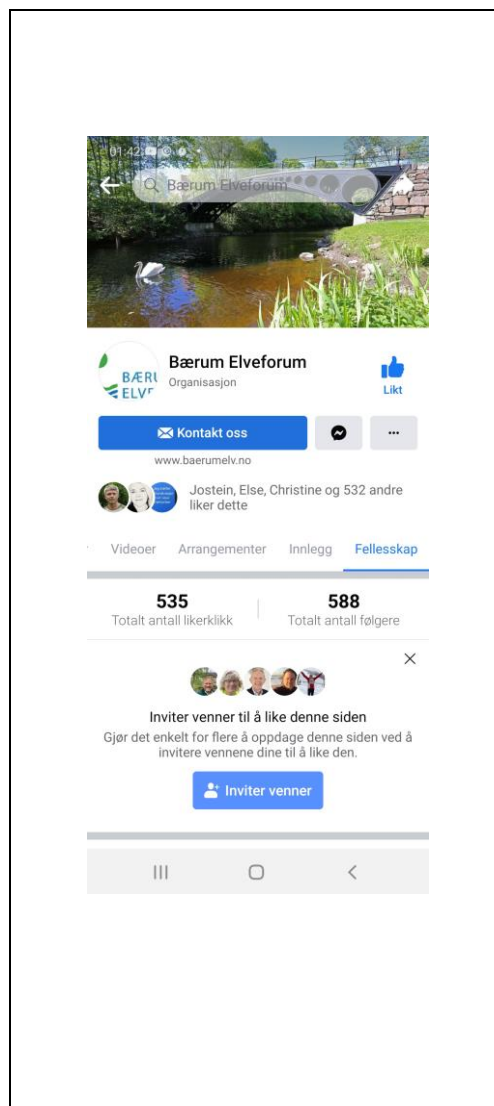 01:42
Bærum Elveforum
Bærum Elveforum
Organisasjon
BÆRU
ELVF
Likt
Kontakt oss
www.baerumelv.no
Jostein, Else, Christine og 532 andre
liker dette
Videoer Arrangementer Innlegg Fellesskap
535 588
Totalt antall likerklikk Totalt antall følgere
Inviter venner til å like denne siden
Gjør det enkelt for flere å oppdage denne siden ved å
invitere vennene dine til å like den.
Inviter venner